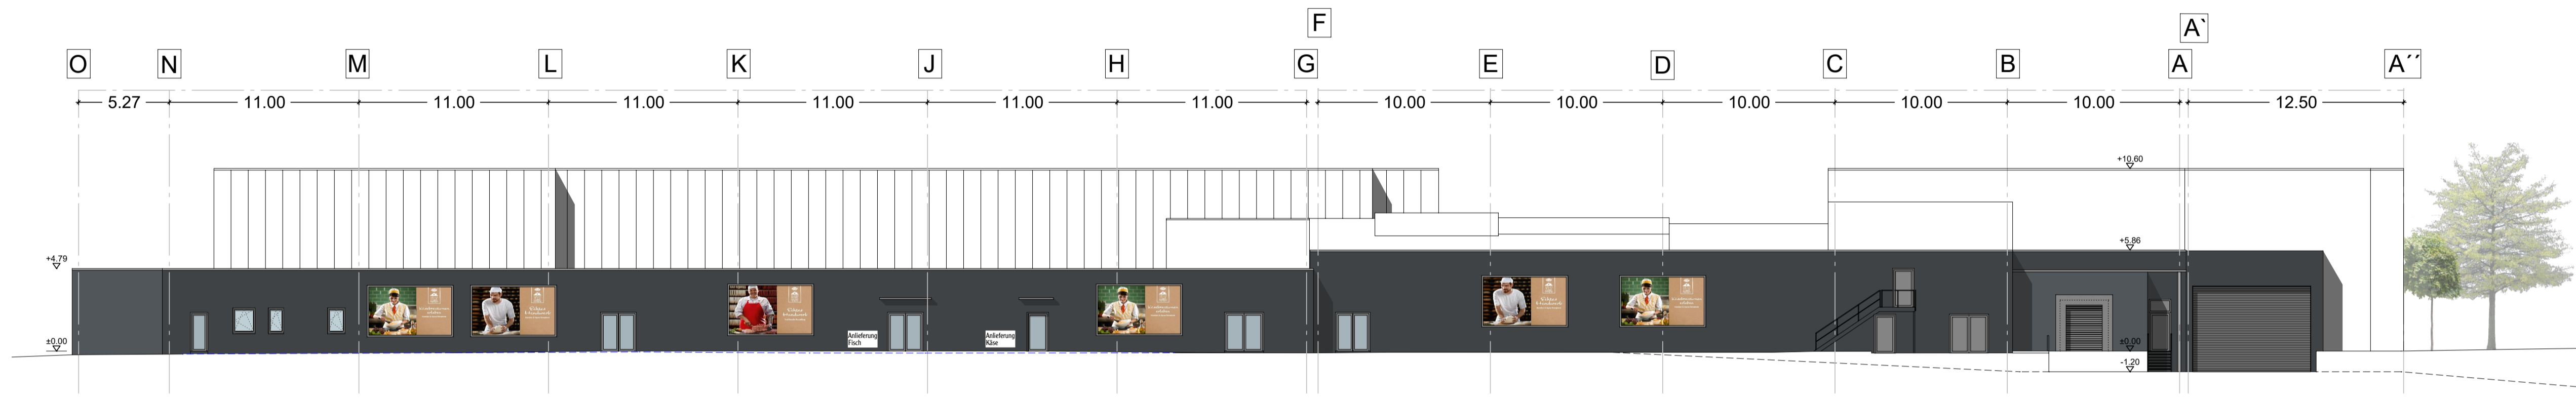 F
A`
O N M L K J H G E D C B A A´´
5.27 11.00 11.00 11.00 11.00 11.00 11.00 10.00 10.00 10.00 10.00 10.00 12.50
+10.60
+5.86
+4.79
Anlieferung
Fisch
Anlieferung
Käse
±0.00
±0.00
-1.20